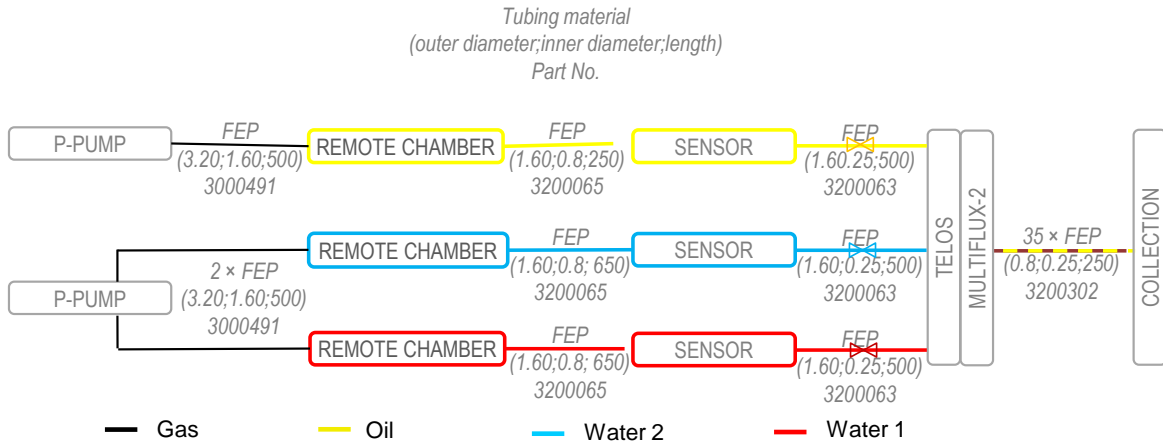 Tubing material
(outer diameter;inner diameter;length)
Part No.
P-PUMP
FEP
(3.20;1.60;500)
3000491
REMOTE CHAMBER
FEP
(1.60;0.8;250)
3200065
SENSOR
FEP
(1.60.25;500)
3200063
P-PUMP
2 × FEP
(3.20;1.60;500)
3000491
REMOTE CHAMBER
FEP
(1.60;0.8; 650)
3200065
SENSOR
FEP
(1.60;0.25;500)
3200063
REMOTE CHAMBER
FEP
(1.60;0.8; 650)
3200065
SENSOR
FEP
(1.60;0.25;500)
3200063
TELOS
MULTIFLUX-2
35 × FEP
(0.8;0.25;250)
3200302
COLLECTION
Gas
Oil
Water 2
Water 1